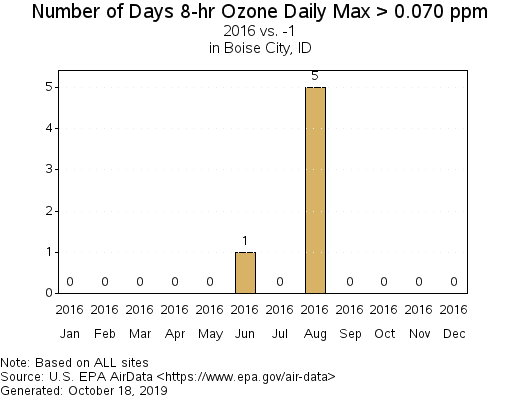 Number of Days 8-hr Ozone Daily Max > 0.070 ppm
2016 vs. -1
in Boise City, ID
5
4
3
2
1
0
0 0 0 0 0 1 0 5 0 0 0 0
2016 2016 2016 2016 2016 2016 2016 2016 2016 2016 2016 2016
Jan Feb Mar Apr May Jun Jul Aug Sep Oct Nov Dec
Note: Based on ALL sites
Source: U.S. EPA AirData <https://www.epa.gov/air-data>
Generated: October 18, 2019